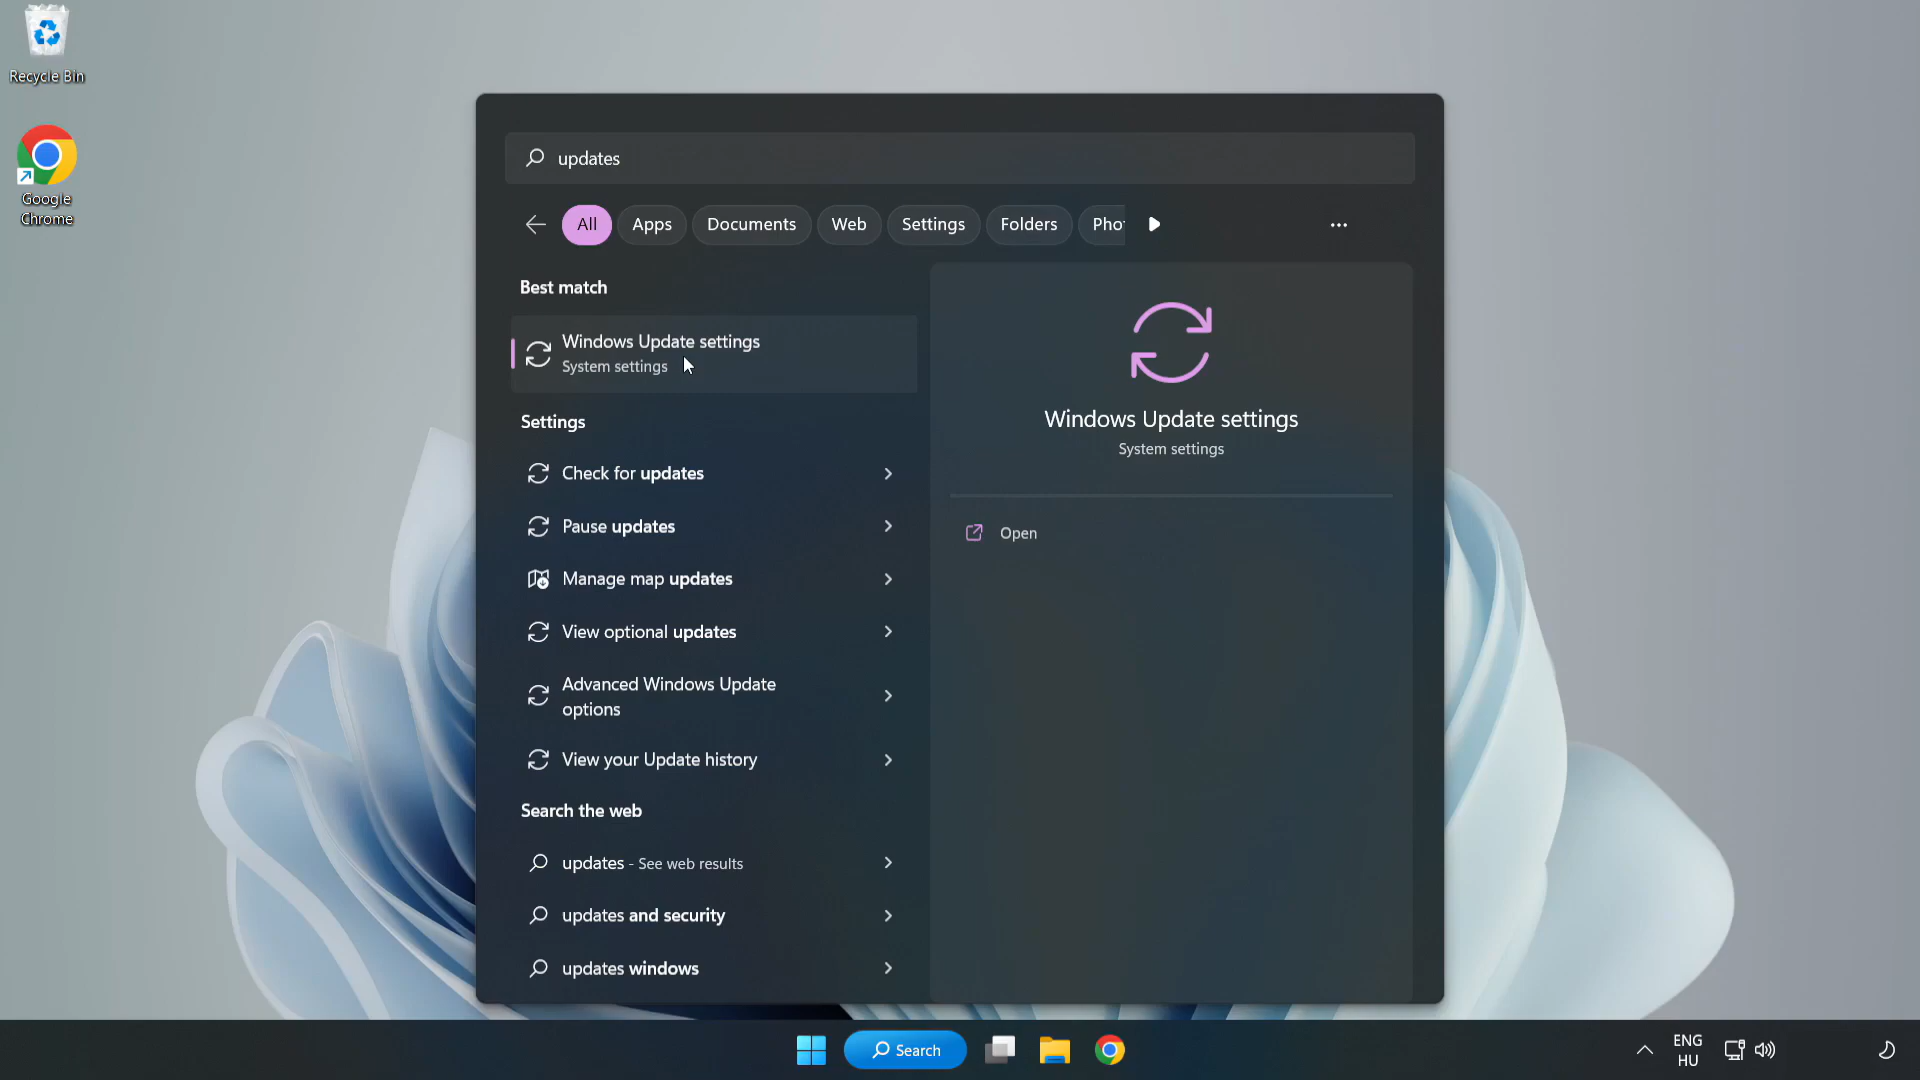 Recycle Bin
Google
Chrome
updates
All
Apps
Documents
Web
Settings
Folders
Best match
Windows Update settings
System settings
Settings
Check for updates
Pause updates
Manage map updates
View optional updates
Advanced Windows Update
options
View your Update history
Search the web
updates - See web results
updates and security
updates windows
Windows Update settings
System settings
Open
Search
ENG
HU